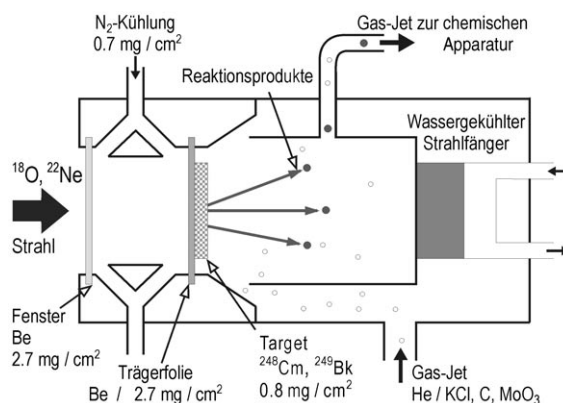 N₂-Kühlung
0.7 mg / cm²
Gas-Jet zur chemischen
Apparatur
Reaktionsprodukte
Wassergekühlter
Strahlfänger
¹⁸O, ²²Ne
Strahl
Fenster
Be
2.7 mg / cm²
Trägerfolie
Be / 2.7 mg / cm²
Target
²⁴⁸Cm, ²⁴⁹Bk
0.8 mg / cm²
Gas-Jet
He / KCl, C, MoO₃